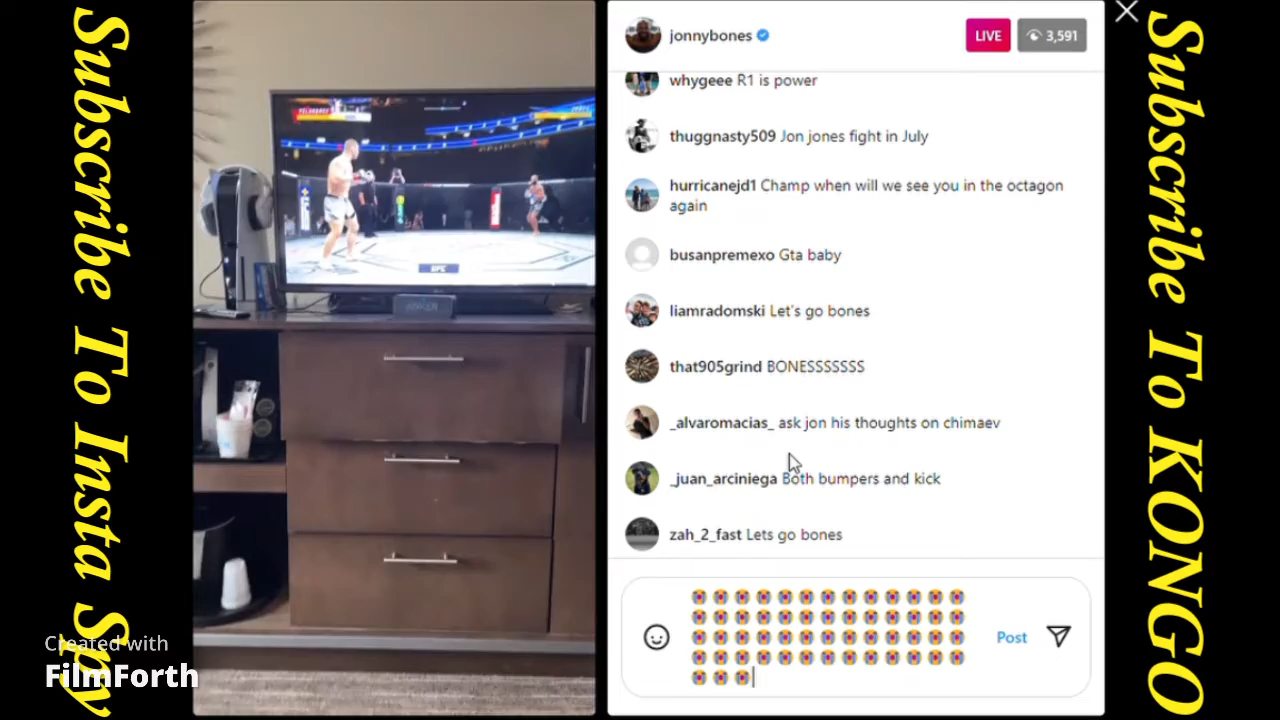 Subscribe To Insta Spy
jonnybones
LIVE
3,591
whygeee R1 is power
thuggnasty509 Jon jones fight in July
hurricanejd1 Champ when will we see you in the octagon
again
busanpremexo Gta baby
liamradomski Let's go bones
that905grind BONESSSSSSS
_alvaromacias_ ask jon his thoughts on chimaev
_juan_arciniega Both bumpers and kick
zah_2_fast Lets go bones
Post
Subscribe To KONGO
Created with
FilmForth
UFC